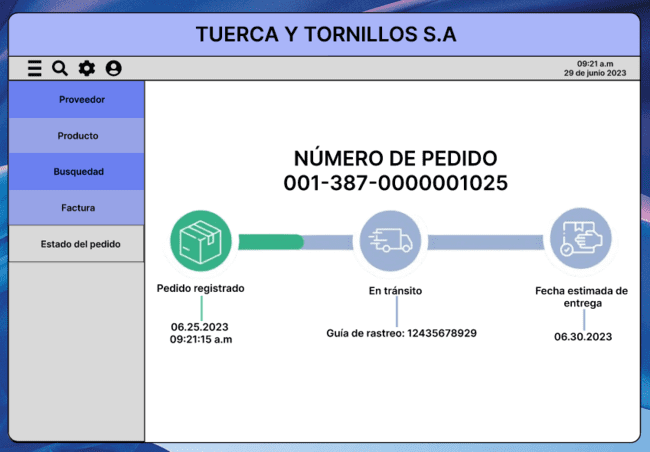 TUERCA Y TORNILLOS S.A
09:21 a.m
29 de junio 2023
Proveedor
Producto
Busquedad
Factura
Estado del pedido
NÚMERO DE PEDIDO
001-387-0000001025
Pedido registrado
06.25.2023
09:21:15 a.m
En tránsito
Guía de rastreo: 12435678929
Fecha estimada de
entrega
06.30.2023